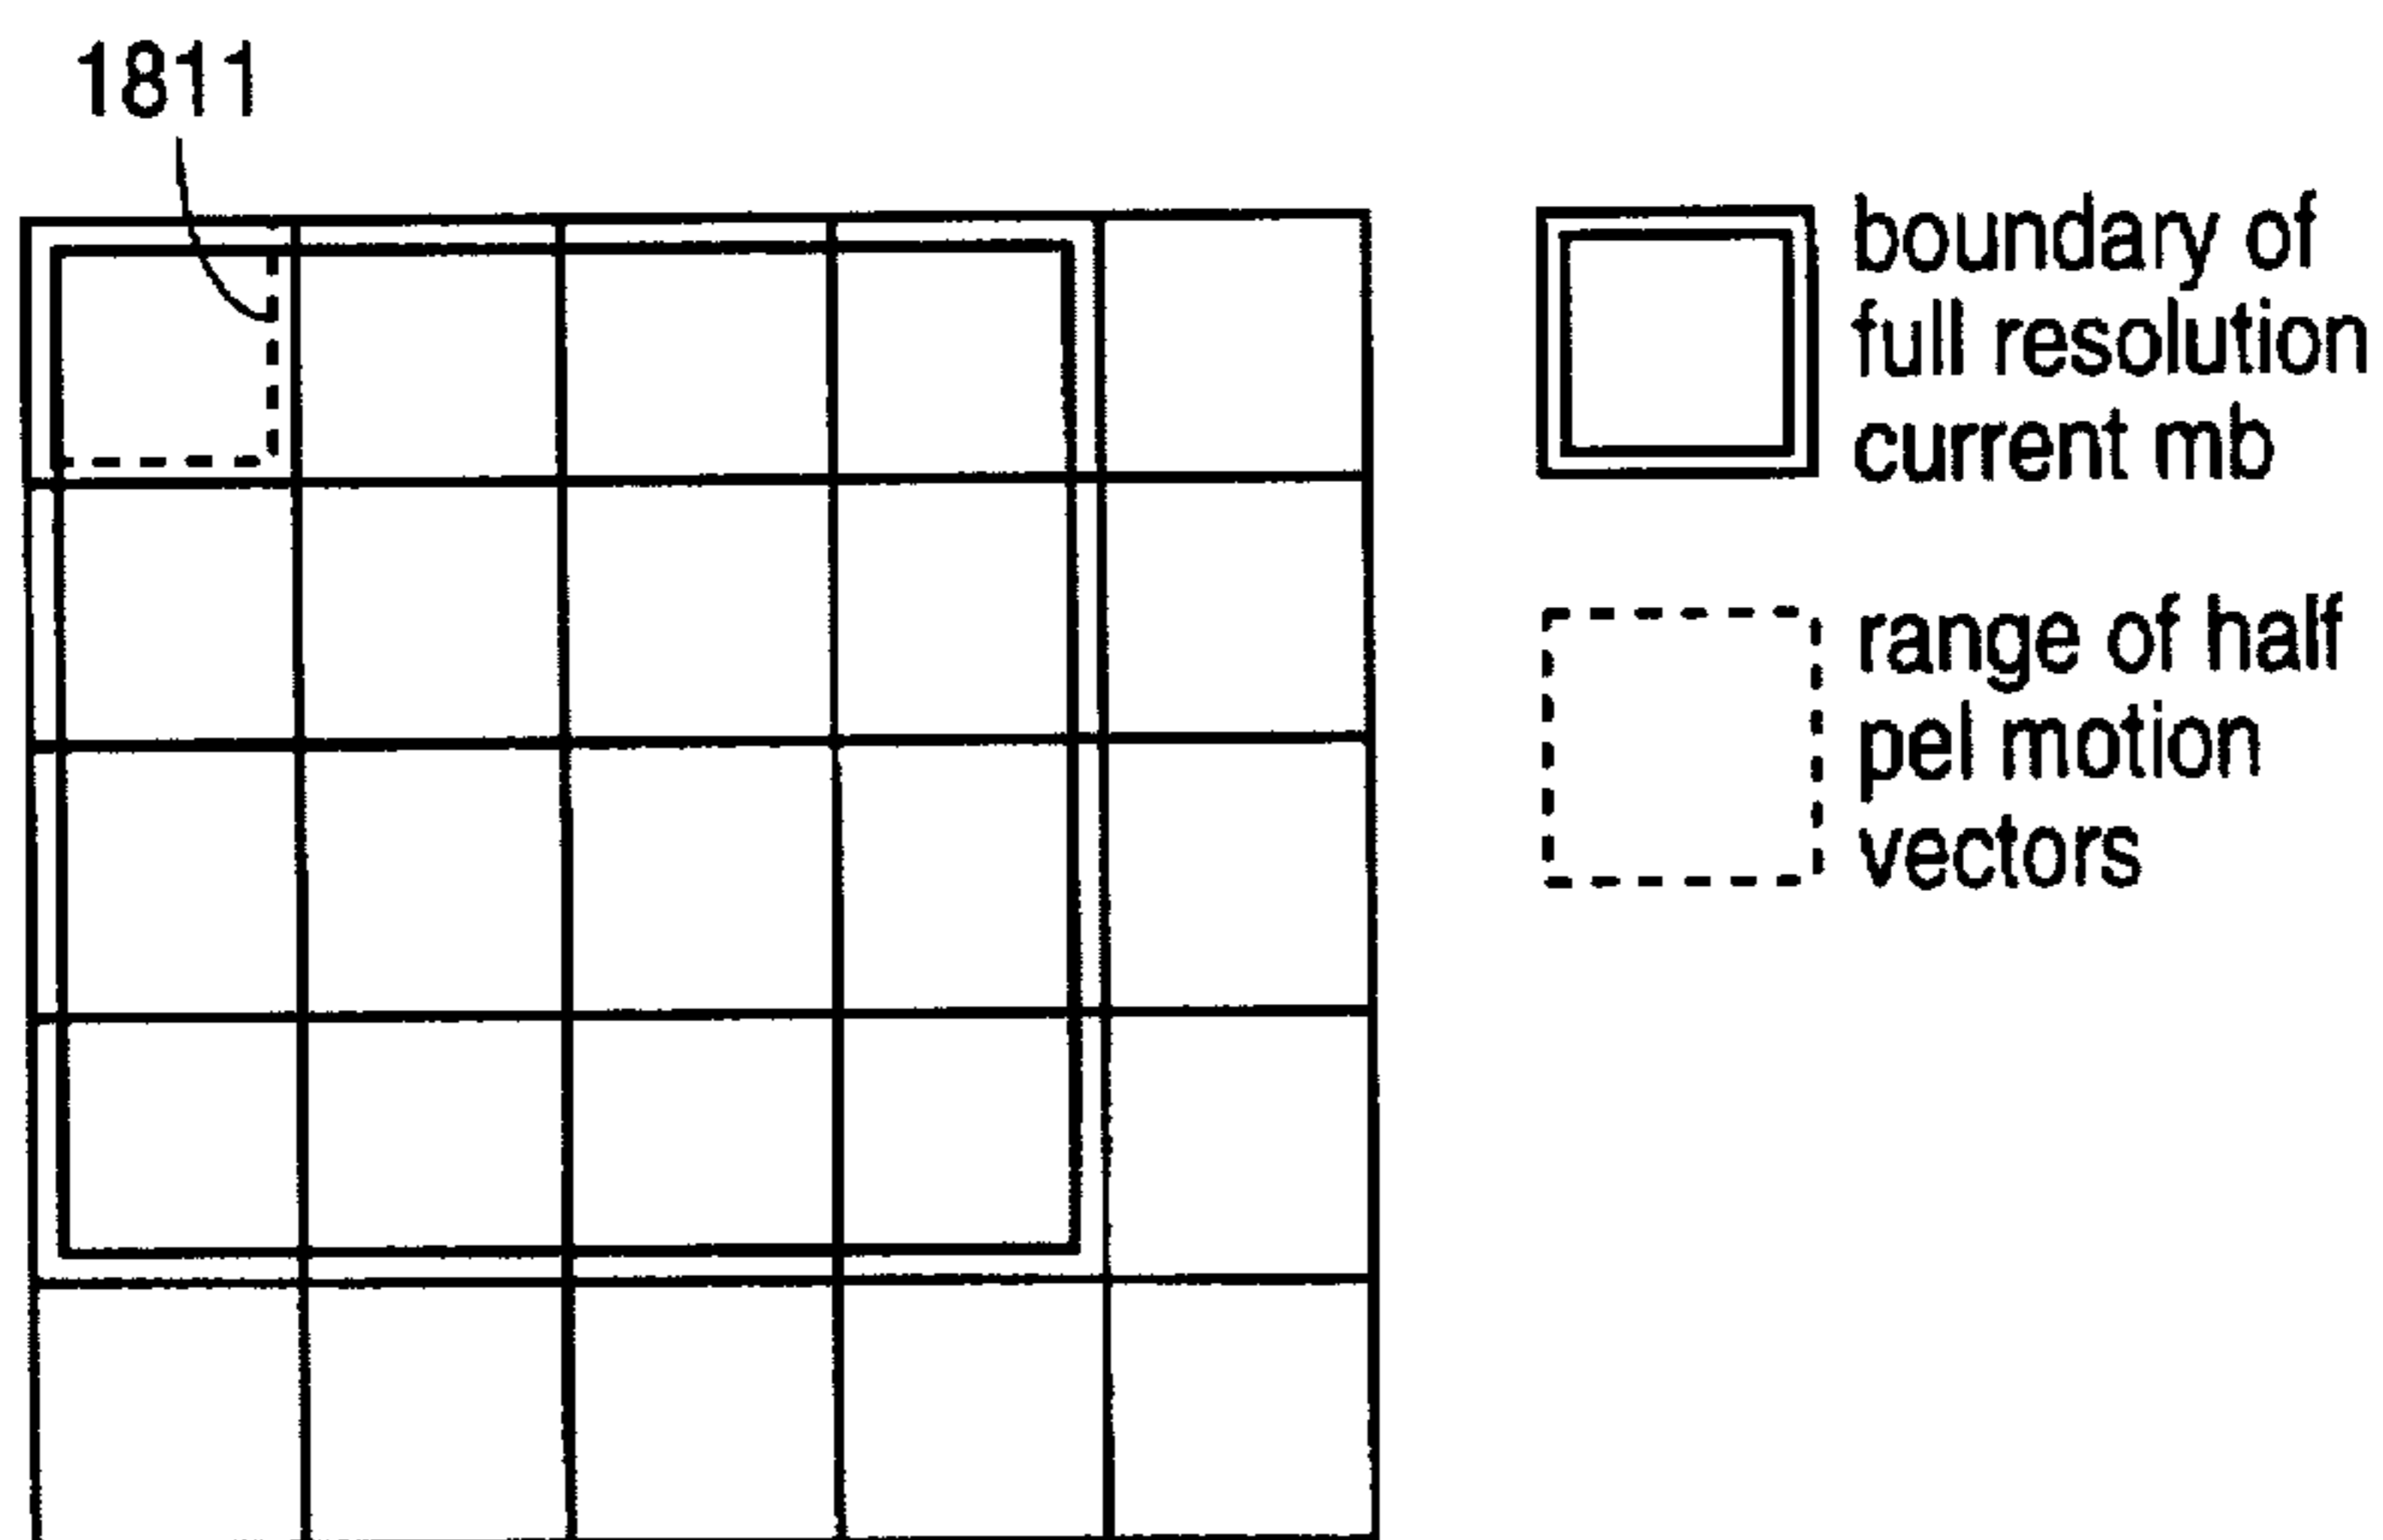 1811
boundary of
full resolution
current mb
range of half
pel motion
vectors